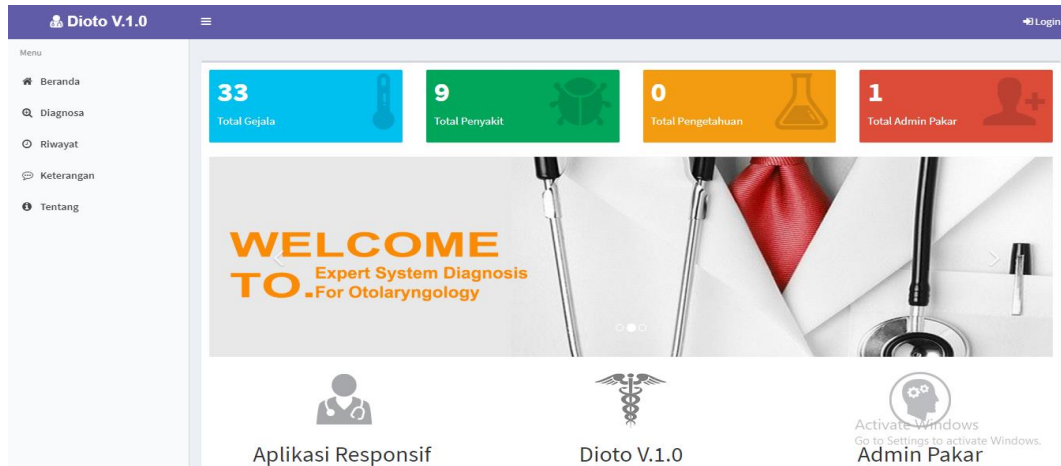 Dioto V.1.0
Login
Menu
Beranda
Diagnosa
Riwayat
Keterangan
Tentang
33
Total Gejala
9
Total Penyakit
0
Total Pengetahuan
1
Total Admin Pakar
WELCOME
TO. Expert System Diagnosis
For Otolaryngology
Aplikasi Responsif
Dioto V.1.0
Admin Pakar
Activate Windows
Go to Settings to activate Windows.